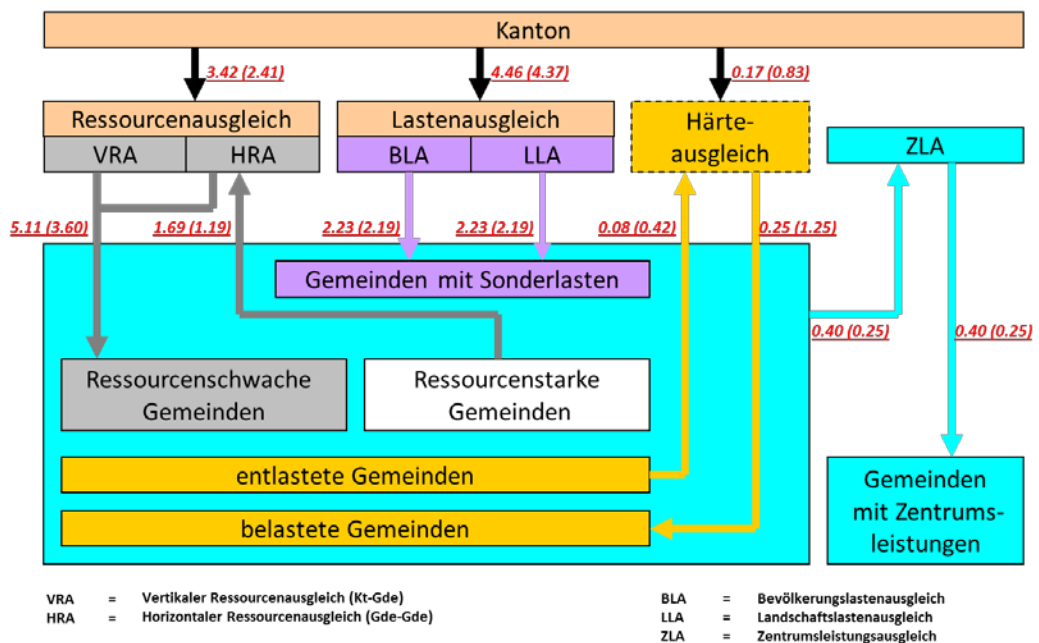 Kanton
3.42 (2.41)
4.46 (4.37)
0.17 (0.83)
Ressourcenausgleich
VRA
HRA
Lastenausgleich
BLA
LLA
Härte-
ausgleich
ZLA
5.11 (3.60)
1.69 (1.19)
2.23 (2.19)
2.23 (2.19)
0.08 (0.42)
0.25 (1.25)
Gemeinden mit Sonderlasten
0.40 (0.25)
0.40 (0.25)
Ressourcenschwache
Gemeinden
Ressourcenstarke
Gemeinden
entlastete Gemeinden
belastete Gemeinden
Gemeinden
mit Zentrums-
leistungen
VRA = Vertikaler Ressourcenausgleich (Kt-Gde)
HRA = Horizontaler Ressourcenausgleich (Gde-Gde)
BLA = Bevölkerungslastenausgleich
LLA = Landschaftslastenausgleich
ZLA = Zentrumsleistungsausgleich